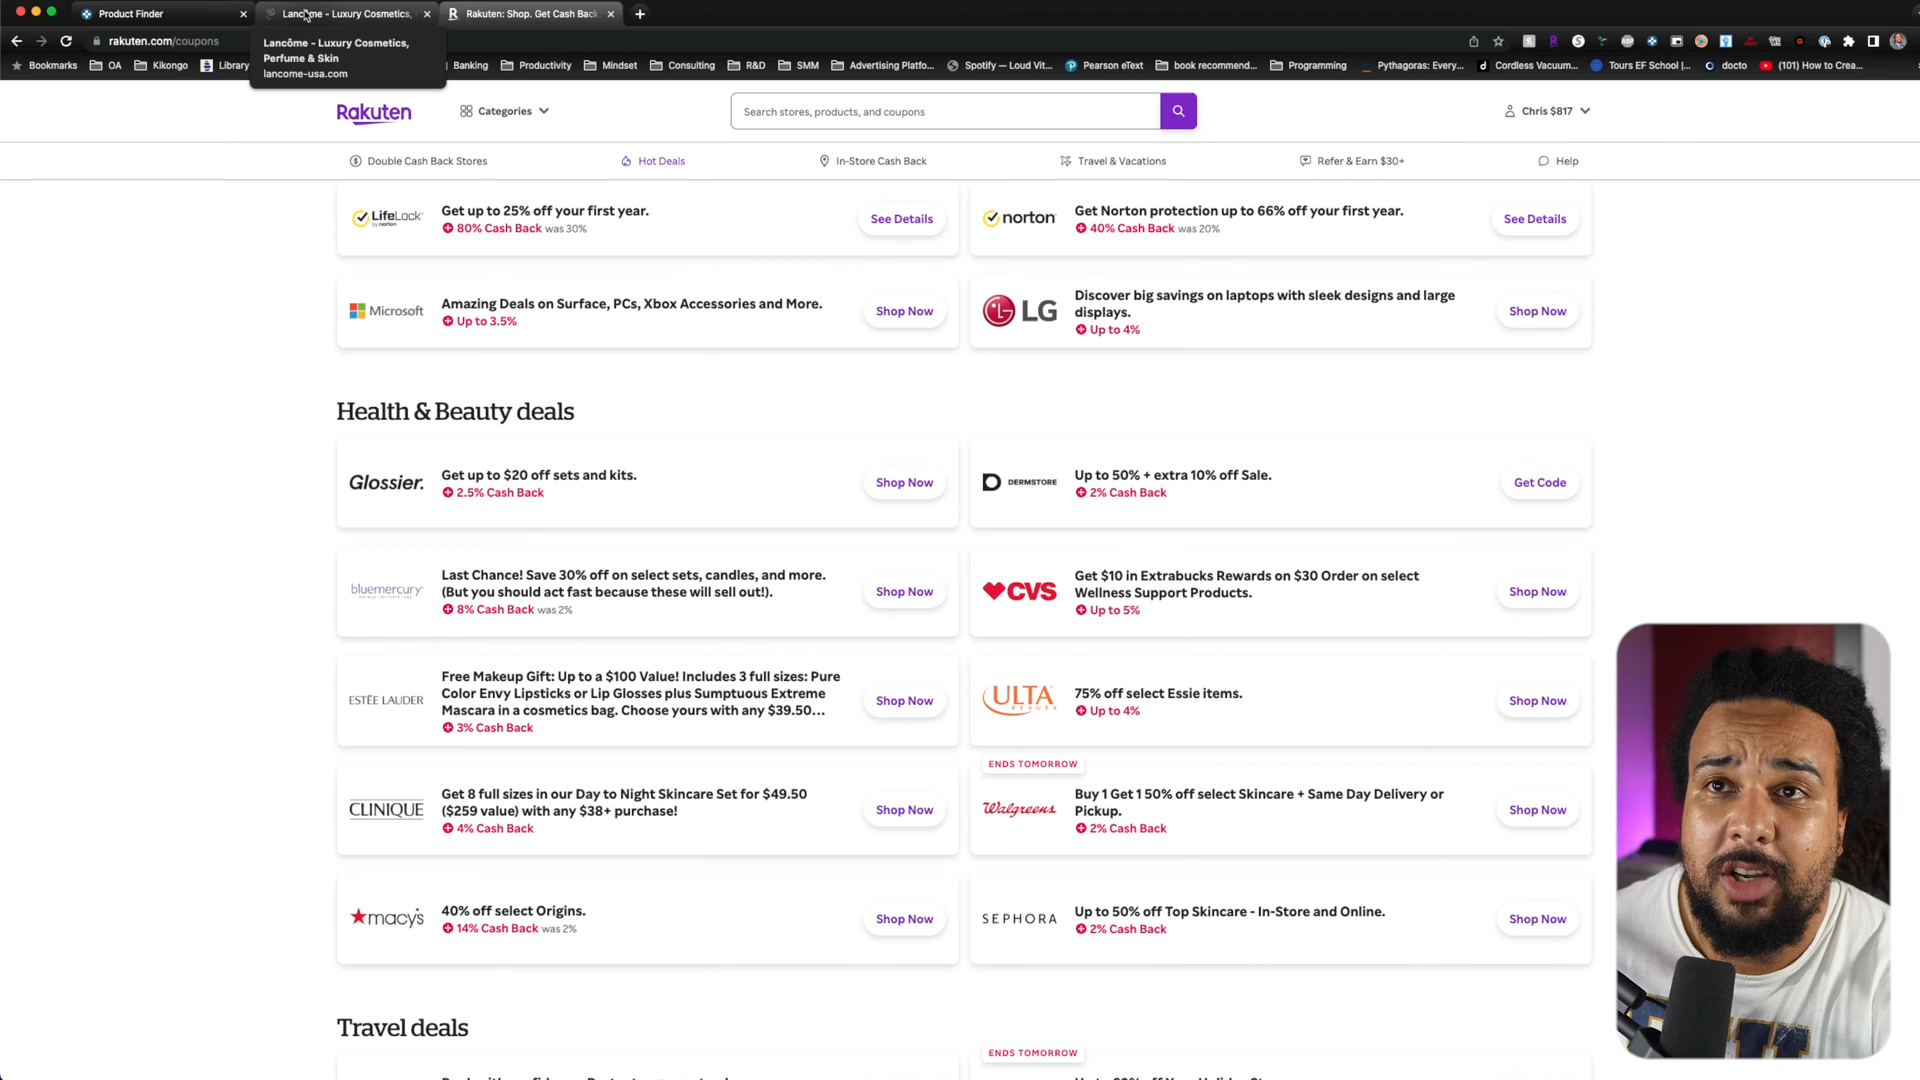 Product Finder
Lancôme - Luxury Cosmetics,
Rakuten: Shop. Get Cash Back
rakuten.com/coupons
Lancôme - Luxury Cosmetics,
Perfume & Skin
lancome-usa.com
Bookmarks
OA
Kikongo
Library
Banking
Productivity
Mindset
Consulting
R&D
SMM
Advertising Platfo...
Spotify — Loud Vit...
Pearson eText
book recommend...
Programming
Pythagoras: Every...
Cordless Vacuum...
Tours EF School |...
docto
(101) How to Crea...
Rakuten
Categories
Search stores, products, and coupons
Chris $817
Double Cash Back Stores
Hot Deals
In-Store Cash Back
Travel & Vacations
Refer & Earn $30+
Help
LifeLock
by norton
Get up to 25% off your first year.
80% Cash Back was 30%
See Details
norton
Get Norton protection up to 66% off your first year.
40% Cash Back was 20%
See Details
Microsoft
Amazing Deals on Surface, PCs, Xbox Accessories and More.
Up to 3.5%
Shop Now
LG
Discover big savings on laptops with sleek designs and large
displays.
Up to 4%
Shop Now
Health & Beauty deals
Glossier.
Get up to $20 off sets and kits.
2.5% Cash Back
Shop Now
DERMSTORE
Up to 50% + extra 10% off Sale.
2% Cash Back
Get Code
bluemercury
Last Chance! Save 30% off on select sets, candles, and more.
(But you should act fast because these will sell out!).
8% Cash Back was 2%
Shop Now
CVS
Get $10 in Extrabucks Rewards on $30 Order on select
Wellness Support Products.
Up to 5%
Shop Now
ESTĒE LAUDER
Free Makeup Gift: Up to a $100 Value! Includes 3 full sizes: Pure
Color Envy Lipsticks or Lip Glosses plus Sumptuous Extreme
Mascara in a cosmetics bag. Choose yours with any $39.50...
3% Cash Back
Shop Now
ULTA
BEAUTY
75% off select Essie items.
Up to 4%
Shop Now
CLINIQUE
Get 8 full sizes in our Day to Night Skincare Set for $49.50
($259 value) with any $38+ purchase!
4% Cash Back
Shop Now
ENDS TOMORROW
Walgreens
Buy 1 Get 1 50% off select Skincare + Same Day Delivery or
Pickup.
2% Cash Back
Shop Now
macy's
40% off select Origins.
14% Cash Back was 2%
Shop Now
SEPHORA
Up to 50% off Top Skincare - In-Store and Online.
2% Cash Back
Shop Now
Travel deals
ENDS TOMORROW